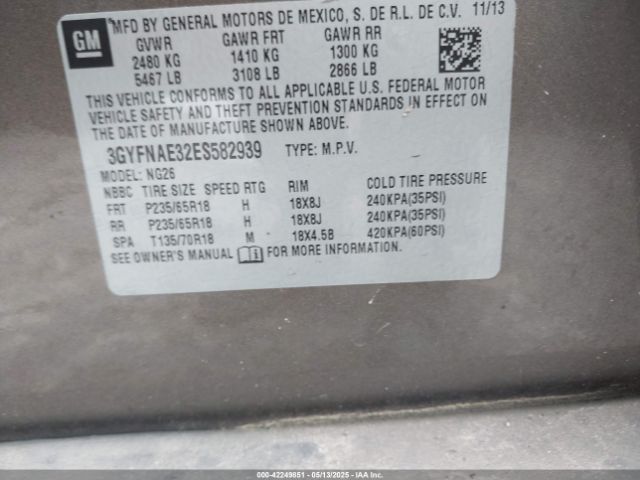 GM
MFD BY GENERAL MOTORS DE MEXICO, S. DE R.L. DE C.V. 11/13
GVWR GAWR FRT GAWR RR
2480 KG 1410 KG 1300 KG
5467 LB 3108 LB 2866 LB
THIS VEHICLE CONFORMS TO ALL APPLICABLE U.S. FEDERAL MOTOR
VEHICLE SAFETY AND THEFT PREVENTION STANDARDS IN EFFECT ON
THE DATE OF MANUFACTURE SHOWN ABOVE.
3GYFNAE32ES582939 TYPE: M.P.V.
MODEL: NG26
NBBC TIRE SIZE SPEED RTG RIM COLD TIRE PRESSURE
FRT P235/65R18 H 18X8J 240KPA(35PSI)
RR P235/65R18 H 18X8J 240KPA(35PSI)
SPA T135/70R18 M 18X4.5B 420KPA(60PSI)
SEE OWNER'S MANUAL FOR MORE INFORMATION.
000-42249851 | 05/13/2025 | IAAI.COM